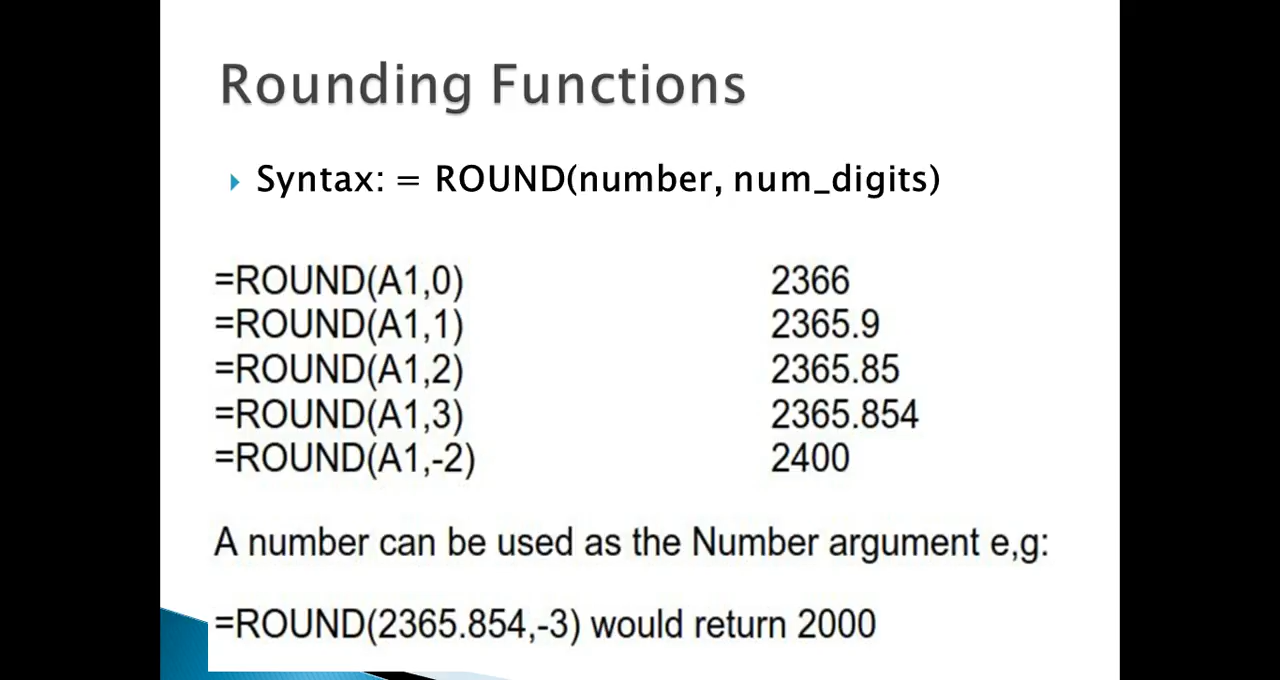 Rounding Functions
Syntax: = ROUND(number, num_digits)
=ROUND(A1,0) 2366
=ROUND(A1,1) 2365.9
=ROUND(A1,2) 2365.85
=ROUND(A1,3) 2365.854
=ROUND(A1,-2) 2400
A number can be used as the Number argument e,g:
=ROUND(2365.854,-3) would return 2000